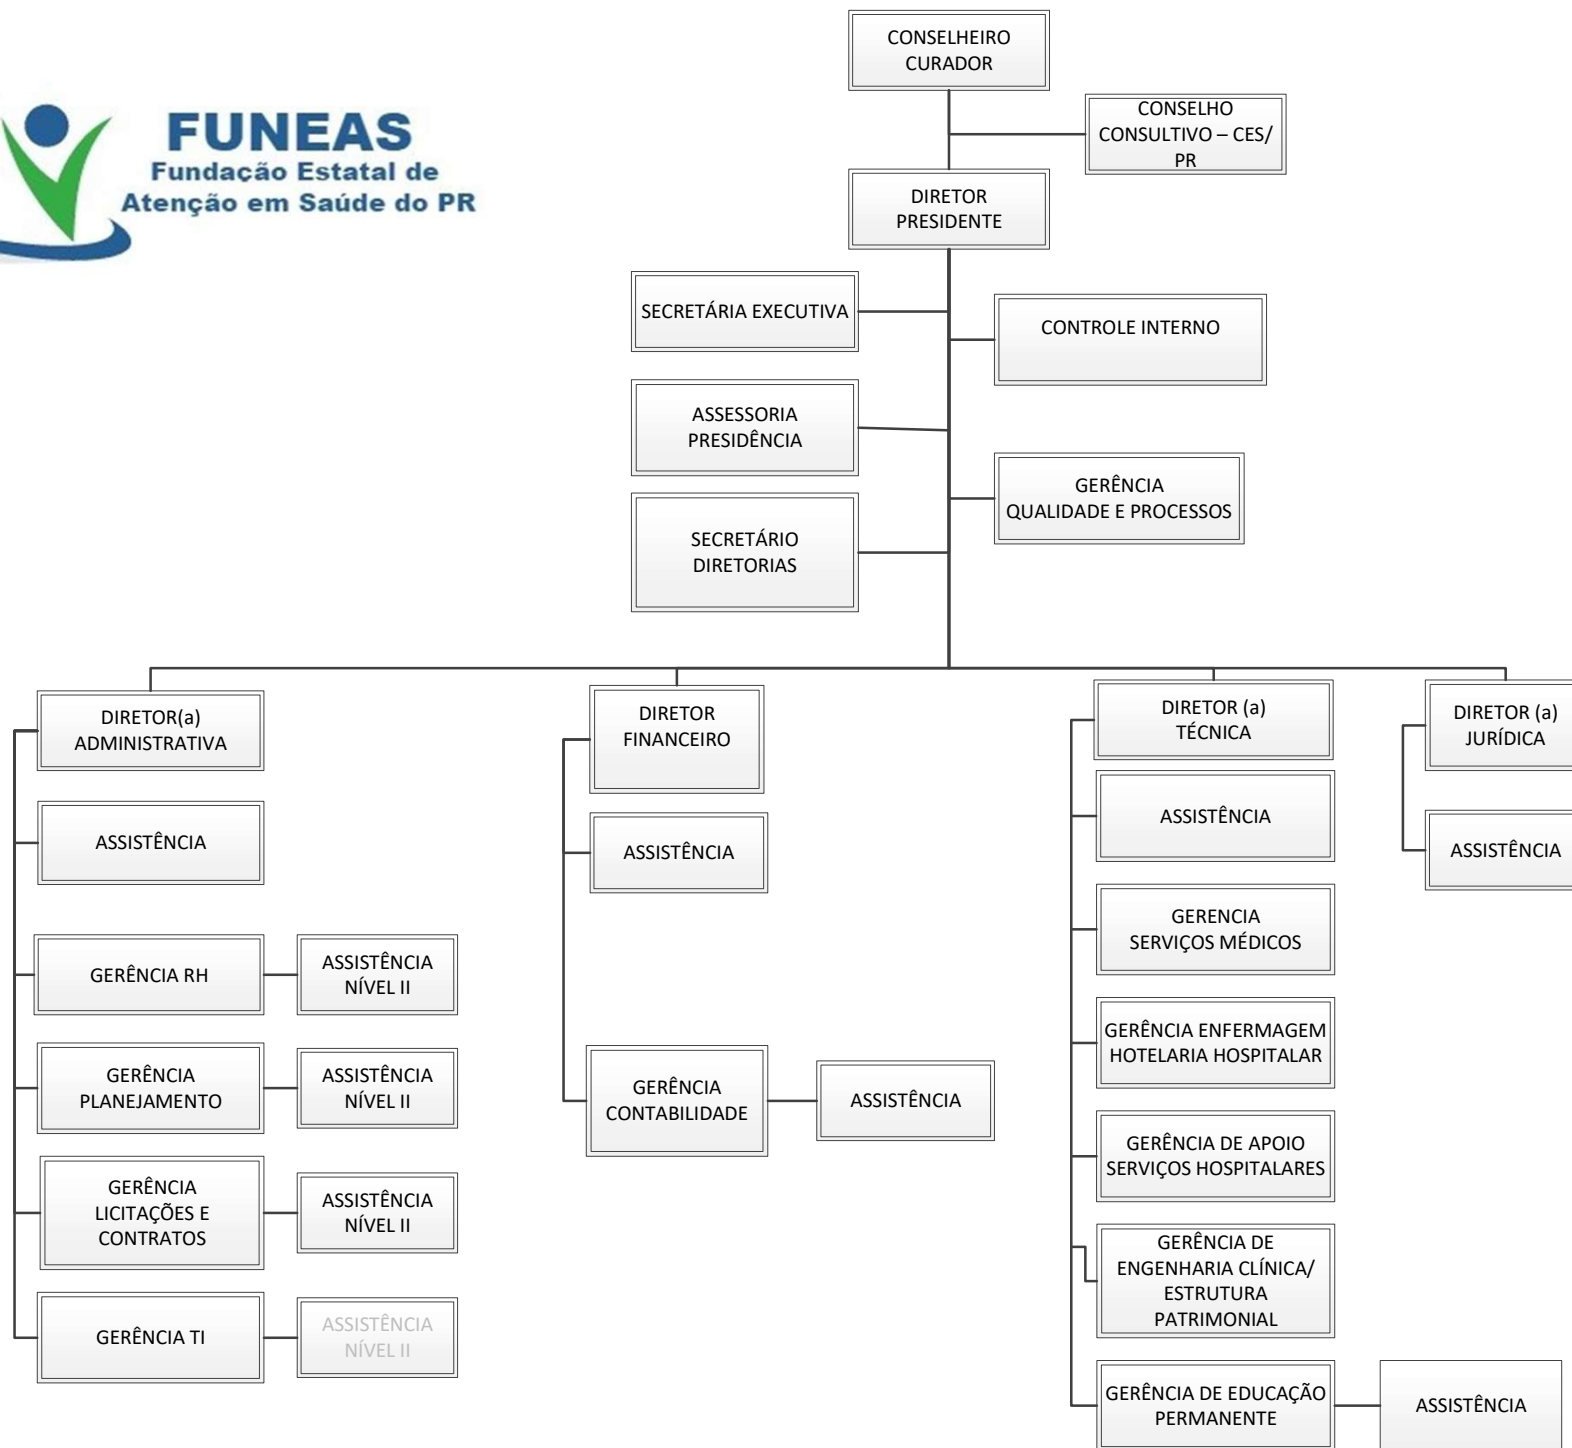 CONSELHEIRO
CURADOR
FUNEAS
Fundação Estatal de
Atenção em Saúde do PR
CONSELHO
CONSULTIVO – CES/
PR
DIRETOR
PRESIDENTE
SECRETÁRIA EXECUTIVA
CONTROLE INTERNO
ASSESSORIA
PRESIDÊNCIA
GERÊNCIA
QUALIDADE E PROCESSOS
SECRETÁRIO
DIRETORIAS
DIRETOR(a)
ADMINISTRATIVA
ASSISTÊNCIA
GERÊNCIA RH
ASSISTÊNCIA
NÍVEL II
GERÊNCIA
PLANEJAMENTO
ASSISTÊNCIA
NÍVEL II
GERÊNCIA
LICITAÇÕES E
CONTRATOS
ASSISTÊNCIA
NÍVEL II
GERÊNCIA TI
ASSISTÊNCIA
NÍVEL II
DIRETOR
FINANCEIRO
ASSISTÊNCIA
GERÊNCIA
CONTABILIDADE
ASSISTÊNCIA
DIRETOR (a)
TÉCNICA
ASSISTÊNCIA
GERENCIA
SERVIÇOS MÉDICOS
GERÊNCIA ENFERMAGEM
HOTELARIA HOSPITALAR
GERÊNCIA DE APOIO
SERVIÇOS HOSPITALARES
GERÊNCIA DE
ENGENHARIA CLÍNICA/
ESTRUTURA
PATRIMONIAL
GERÊNCIA DE EDUCAÇÃO
PERMANENTE
ASSISTÊNCIA
DIRETOR (a)
JURÍDICA
ASSISTÊNCIA